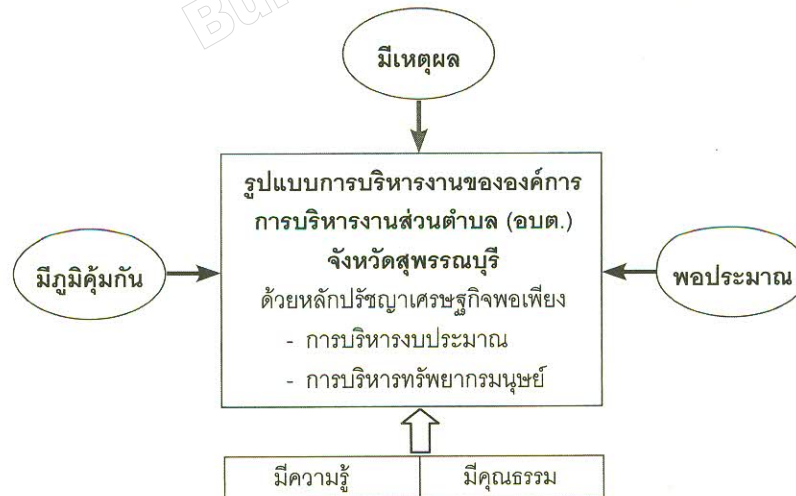 มีเหตุผล
รูปแบบการบริหารงานขององค์การ
การบริหารงานส่วนตำบล (อบต.)
จังหวัดสุพรรณบุรี
ด้วยหลักปรัชญาเศรษฐกิจพอเพียง
- การบริหารงบประมาณ
- การบริหารทรัพยากรมนุษย์
มีภูมิคุ้มกัน
พอประมาณ
มีความรู้
มีคุณธรรม